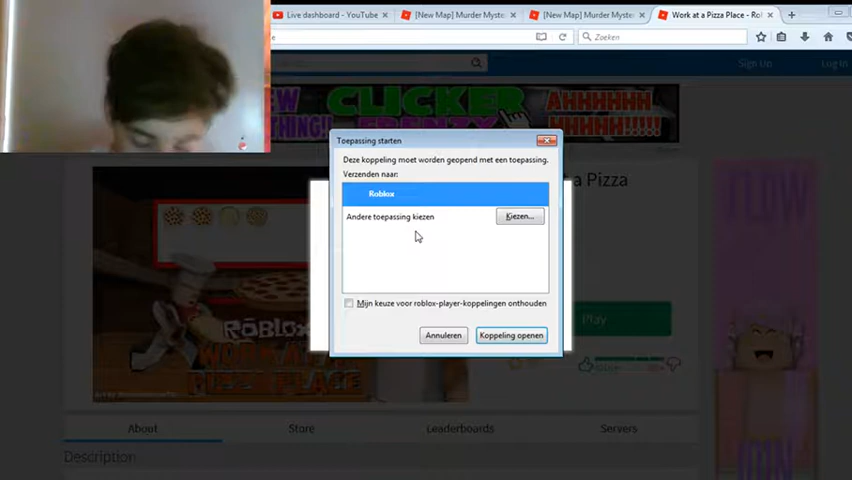 Live dashboard - YouTube
[New Map] Murder Myste
[New Map] Murder Myste
Work at a Pizza Place - Ro
Zoeken
Sign Up
Log In
CLICKER
FRENZY
AHHHHHH
HHHH!!!!!
Toepassing starten
Deze koppeling moet worden geopend met een toepassing.
Verzenden naar:
Roblox
Andere toepassing kiezen
Kiezen...
Mijn keuze voor roblox-player-koppelingen onthouden
Annuleren
Koppeling openen
a Pizza
Play
ROBLOX
WORK AT A
PIZZA PLACE
About
Store
Leaderboards
Servers
Description